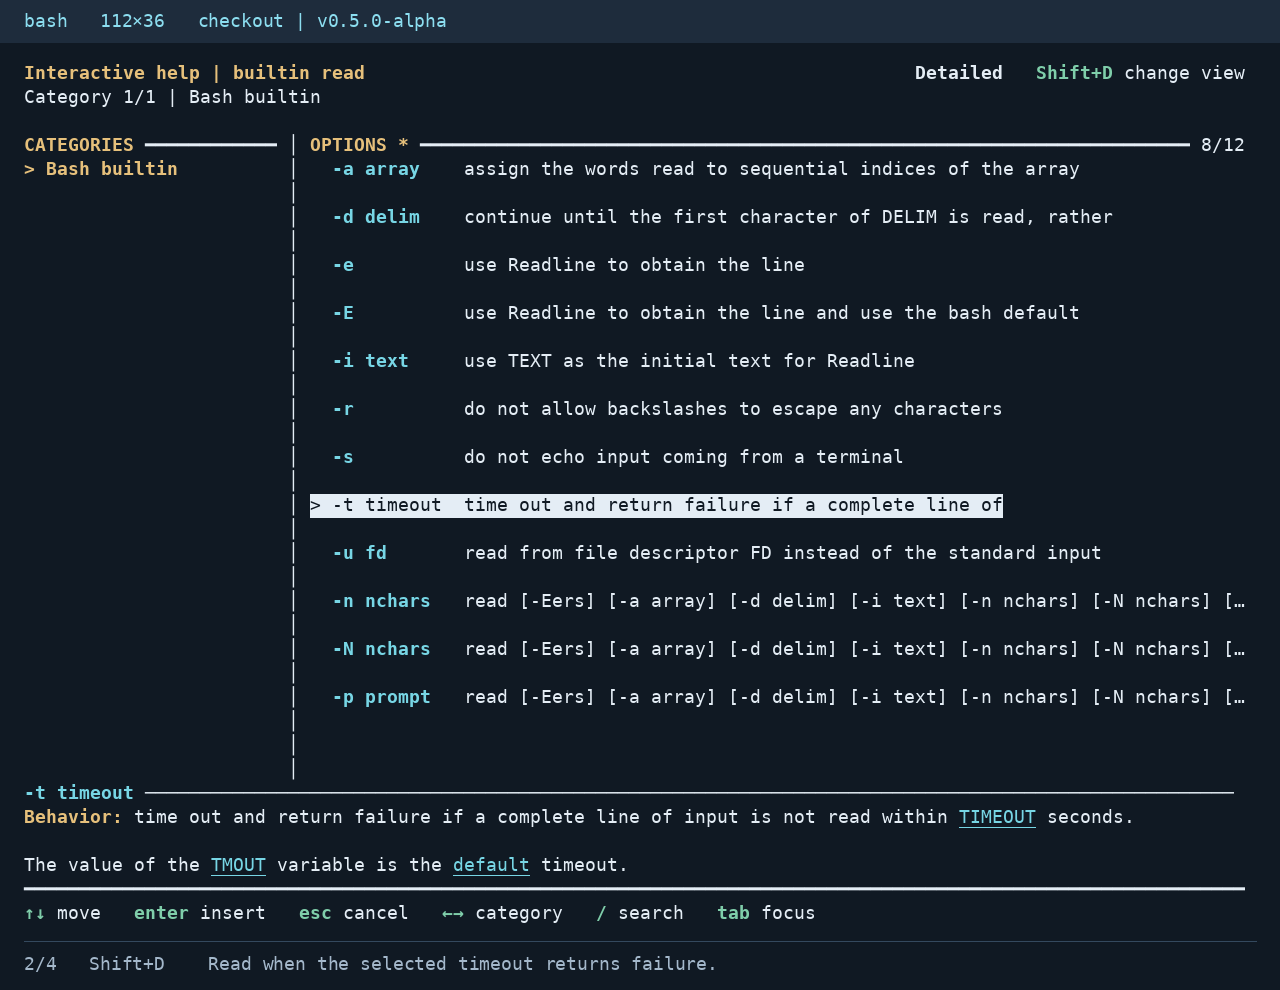 bash   112×36   checkout | v0.5.0-alpha
Interactive help | builtin read   Detailed   Shift+D change view
Category 1/1 | Bash builtin
CATEGORIES   OPTIONS *   8/12
> Bash builtin
-a array   assign the words read to sequential indices of the array
-d delim   continue until the first character of DELIM is read, rather
-e   use Readline to obtain the line
-E   use Readline to obtain the line and use the bash default
-i text   use TEXT as the initial text for Readline
-r   do not allow backslashes to escape any characters
-s   do not echo input coming from a terminal
> -t timeout   time out and return failure if a complete line of
-u fd   read from file descriptor FD instead of the standard input
-n nchars   read [-Eers] [-a array] [-d delim] [-i text] [-n nchars] [-N nchars] […
-N nchars   read [-Eers] [-a array] [-d delim] [-i text] [-n nchars] [-N nchars] […
-p prompt   read [-Eers] [-a array] [-d delim] [-i text] [-n nchars] [-N nchars] […
-t timeout
Behavior: time out and return failure if a complete line of input is not read within TIMEOUT seconds.
The value of the TMOUT variable is the default timeout.
↑↓ move   enter insert   esc cancel   ←→ category   / search   tab focus
2/4   Shift+D   Read when the selected timeout returns failure.